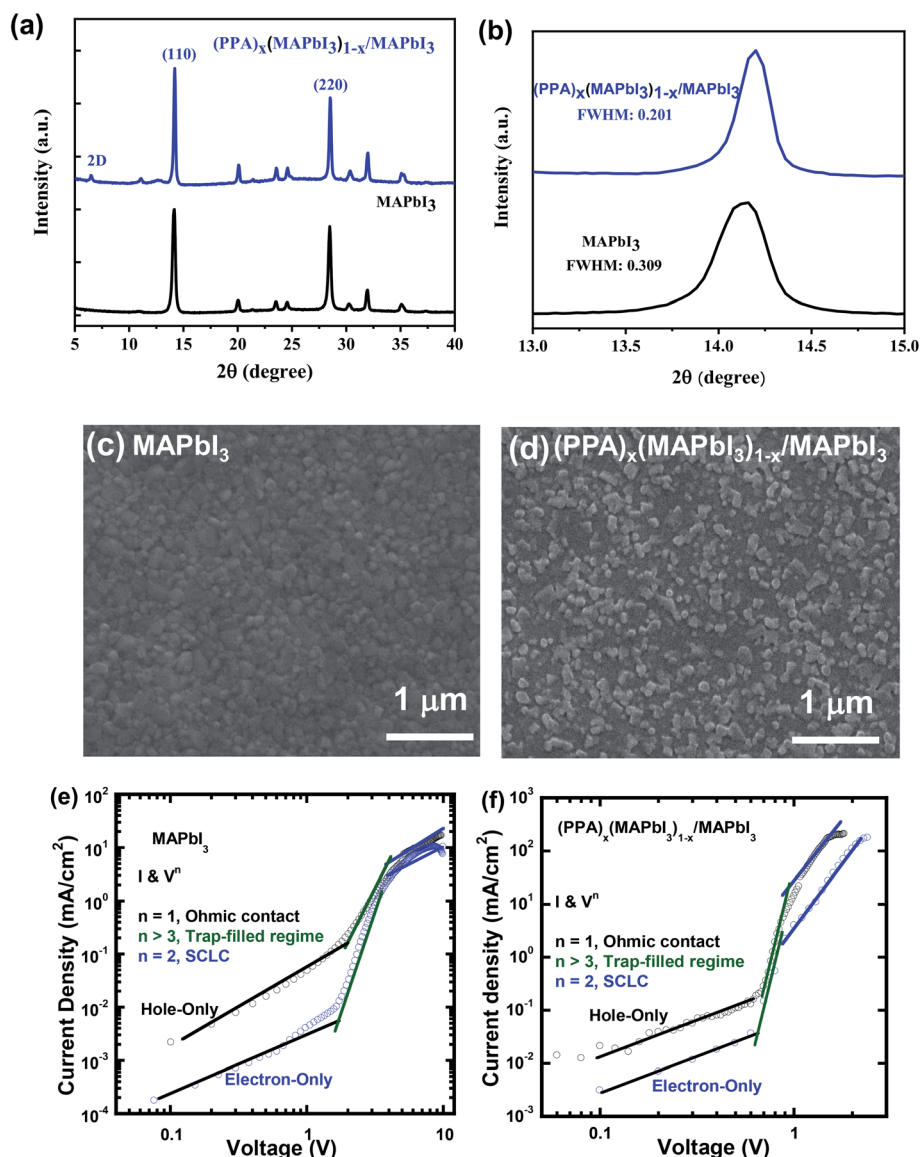 (a)
(PPA)x(MAPbI3)1-x/MAPbI3
(110)
(220)
2D
MAPbI3
Intensity (a.u.)
5 10 15 20 25 30 35 40
2θ (degree)
(b)
(PPA)x(MAPbI3)1-x/MAPbI3
FWHM: 0.201
MAPbI3
FWHM: 0.309
Intensity (a.u.)
13.0 13.5 14.0 14.5 15.0
2θ (degree)
(c) MAPbI3
1 μm
(d) (PPA)x(MAPbI3)1-x/MAPbI3
1 μm
(e)
MAPbI3
I & Vⁿ
n = 1, Ohmic contact
n > 3, Trap-filled regime
n = 2, SCLC
Hole-Only
Electron-Only
Current Density (mA/cm²)
10²
10¹
10⁰
10⁻¹
10⁻²
10⁻³
10⁻⁴
0.1 1 10
Voltage (V)
(f)
(PPA)x(MAPbI3)1-x/MAPbI3
I & Vⁿ
n = 1, Ohmic contact
n > 3, Trap-filled regime
n = 2, SCLC
Hole-Only
Electron-Only
Current density (mA/cm²)
10³
10²
10¹
10⁰
10⁻¹
10⁻²
10⁻³
0.1 1
Voltage (V)